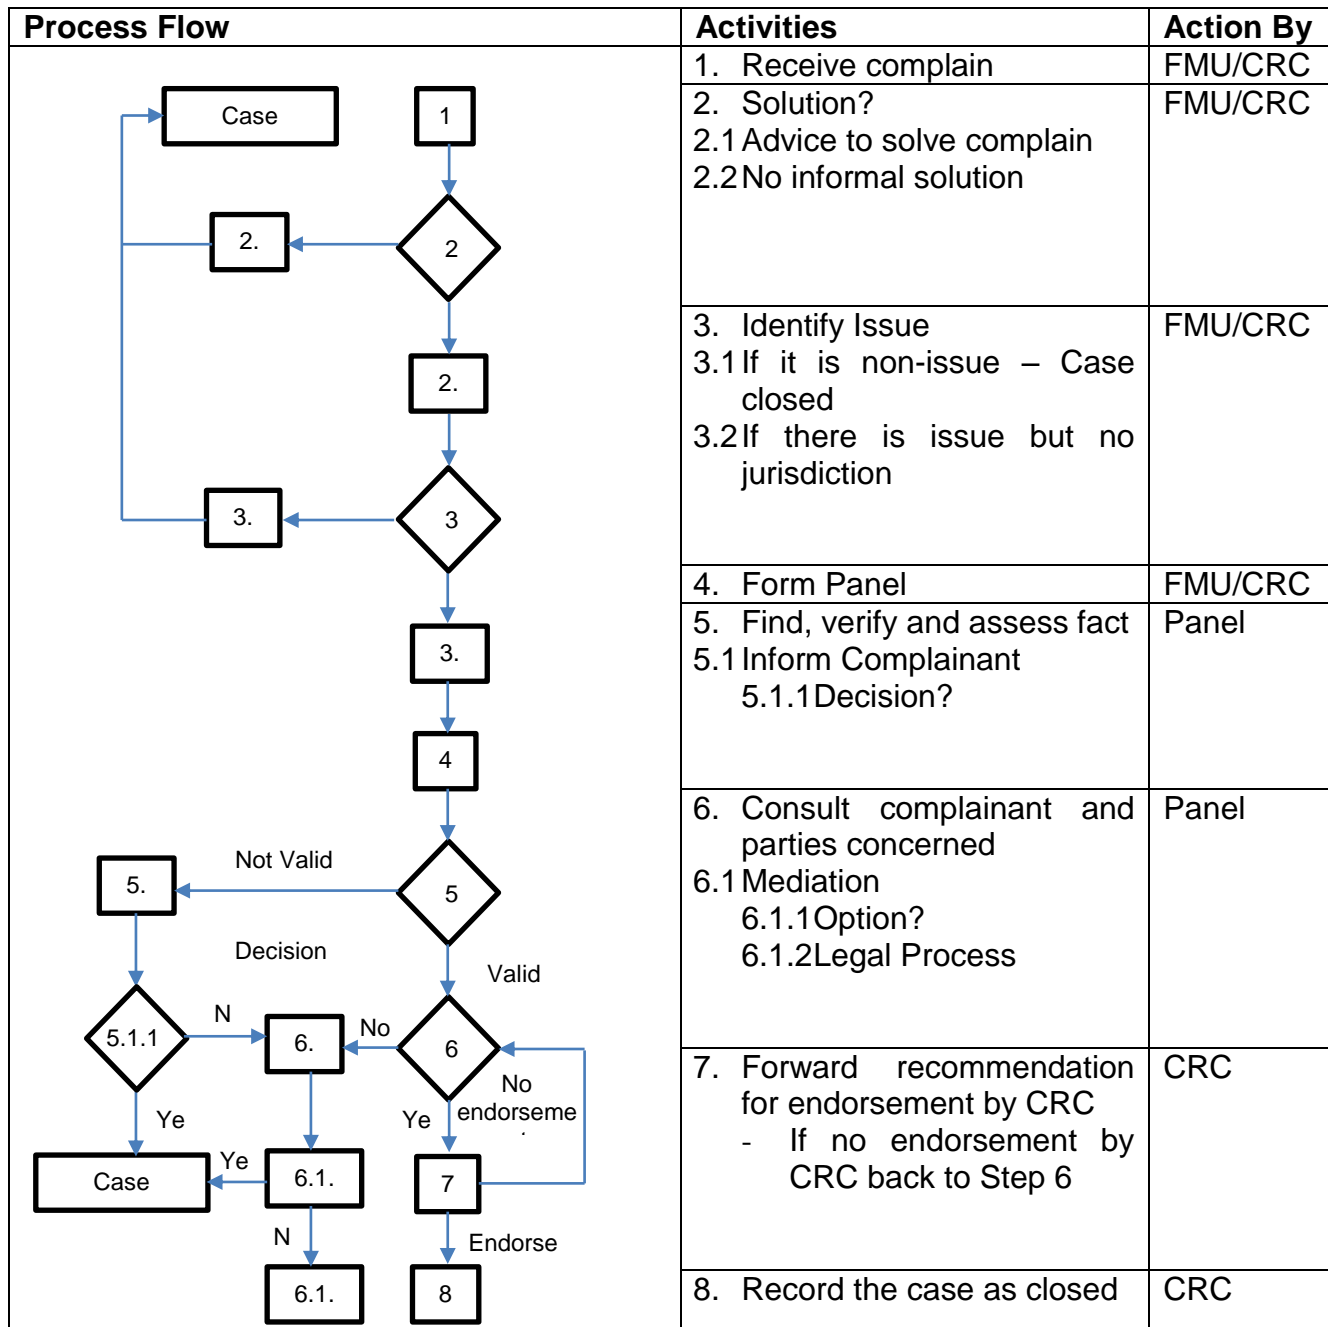 Process Flow
Activities
Action By
Case
1
2.
2
2.
3.
3
3.
4
Not Valid
5.
5
Decision
Valid
5.1.1
N
6.
No
6
No
endorseme
Ye
Ye
Case
Ye
6.1.
7
N
Endorse
6.1.
8
1. Receive complain
FMU/CRC
2. Solution?
FMU/CRC
2.1 Advice to solve complain
2.2 No informal solution
3. Identify Issue
FMU/CRC
3.1 If it is non-issue – Case
closed
3.2 If there is issue but no
jurisdiction
4. Form Panel
FMU/CRC
5. Find, verify and assess fact
Panel
5.1 Inform Complainant
5.1.1Decision?
6. Consult complainant and
Panel
parties concerned
6.1 Mediation
6.1.1Option?
6.1.2Legal Process
7. Forward recommendation
CRC
for endorsement by CRC
- If no endorsement by
CRC back to Step 6
8. Record the case as closed
CRC